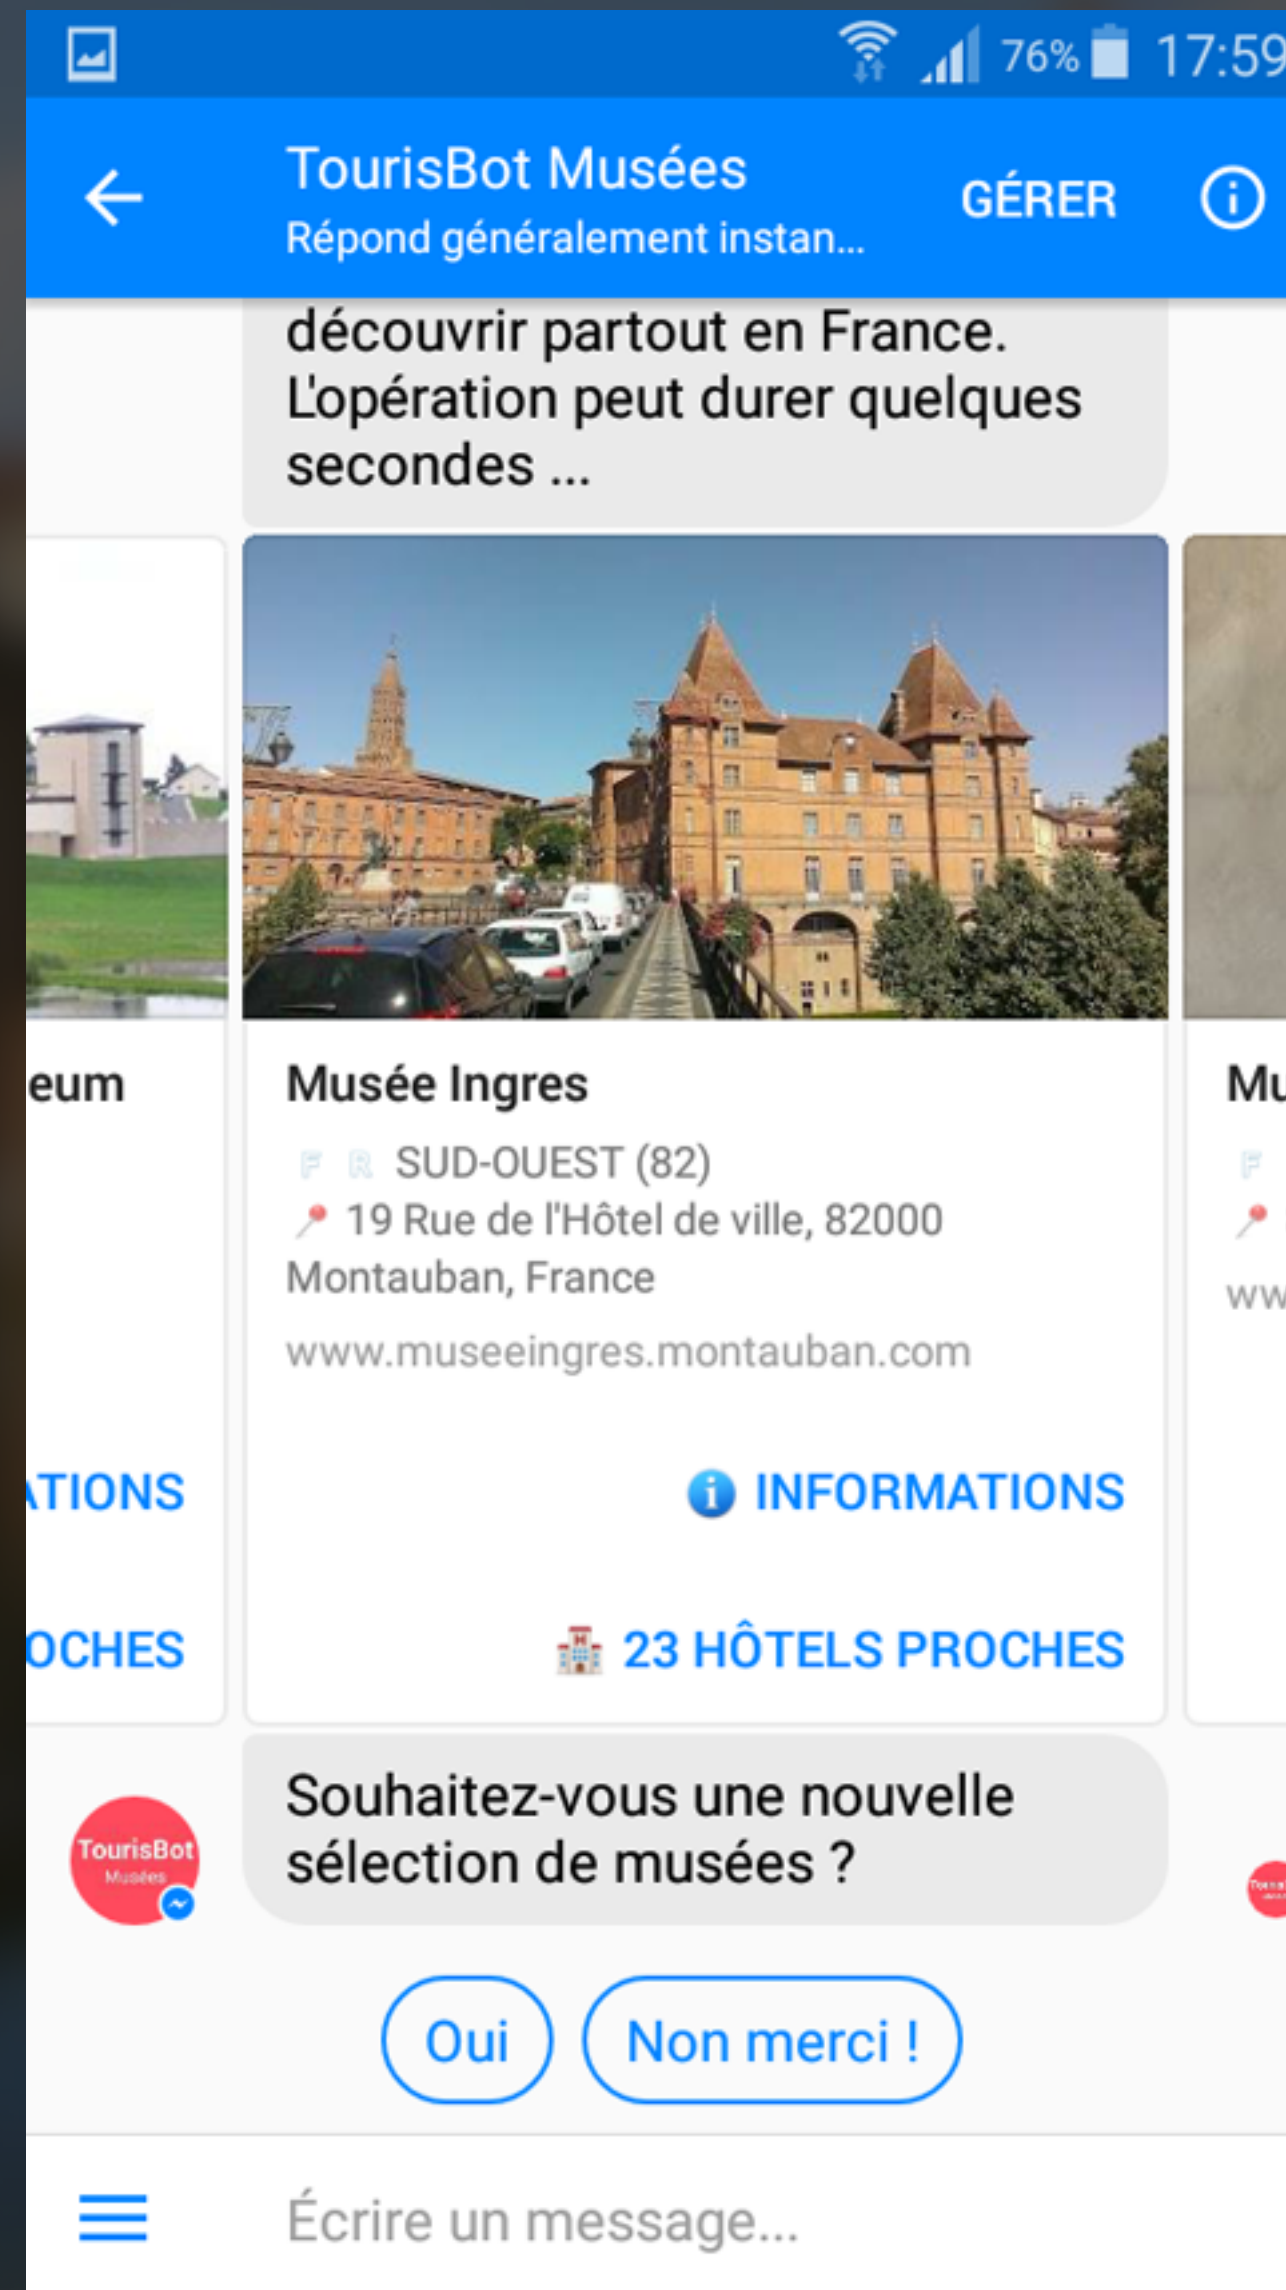 76% 17:59
TourisBot Musées
Répond généralement instan...
GÉRER
découvrir partout en France.
L'opération peut durer quelques
secondes ...
eum
Musée Ingres
Mu
F R SUD-OUEST (82)
F
19 Rue de l'Hôtel de ville, 82000
Montauban, France
www.museeingres.montauban.com
ww
ATIONS
INFORMATIONS
OCHES
23 HÔTELS PROCHES
Souhaitez-vous une nouvelle
sélection de musées ?
TourisBot
Musées
Oui
Non merci !
Écrire un message...